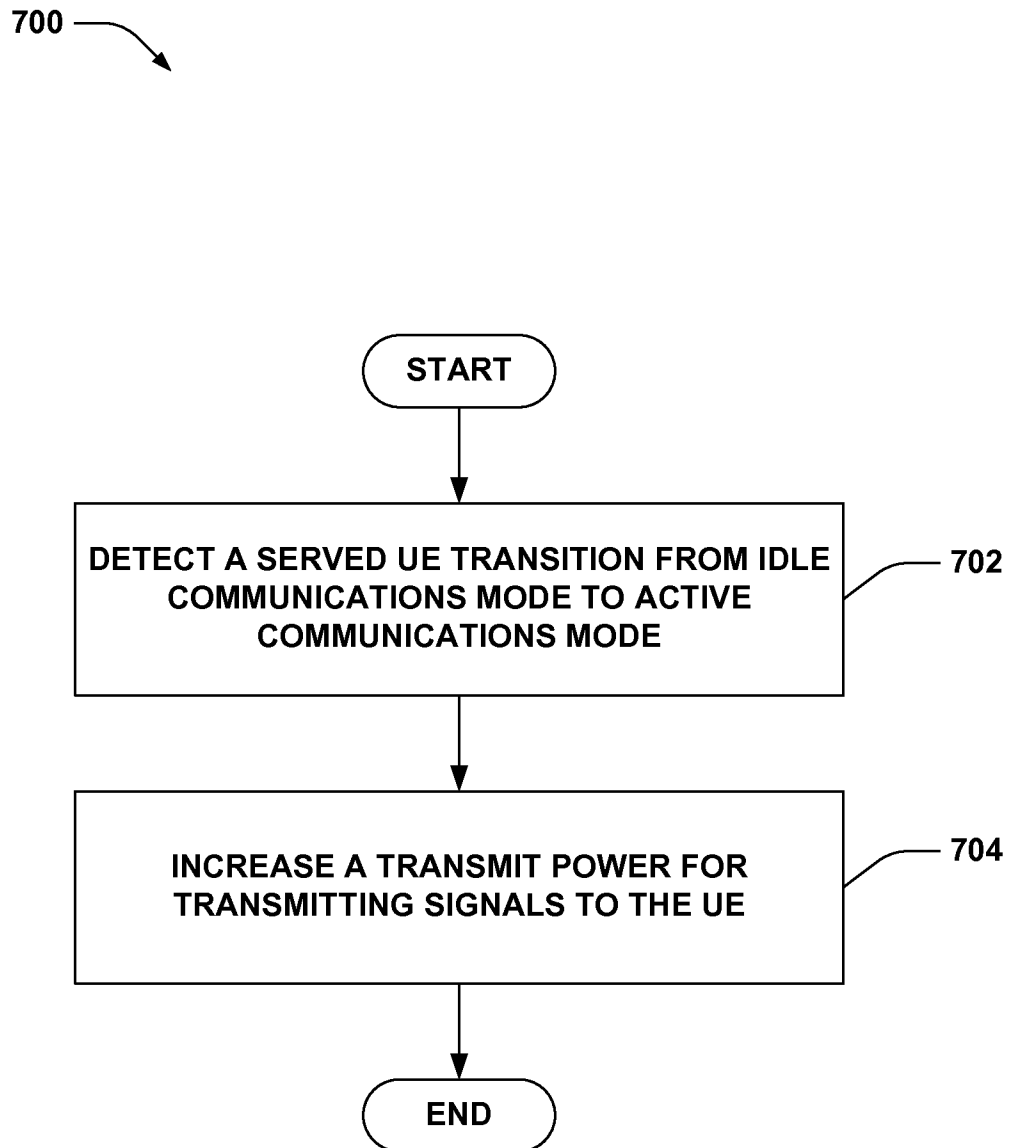 700
START
DETECT A SERVED UE TRANSITION FROM IDLE
COMMUNICATIONS MODE TO ACTIVE
COMMUNICATIONS MODE
702
INCREASE A TRANSMIT POWER FOR
TRANSMITTING SIGNALS TO THE UE
704
END